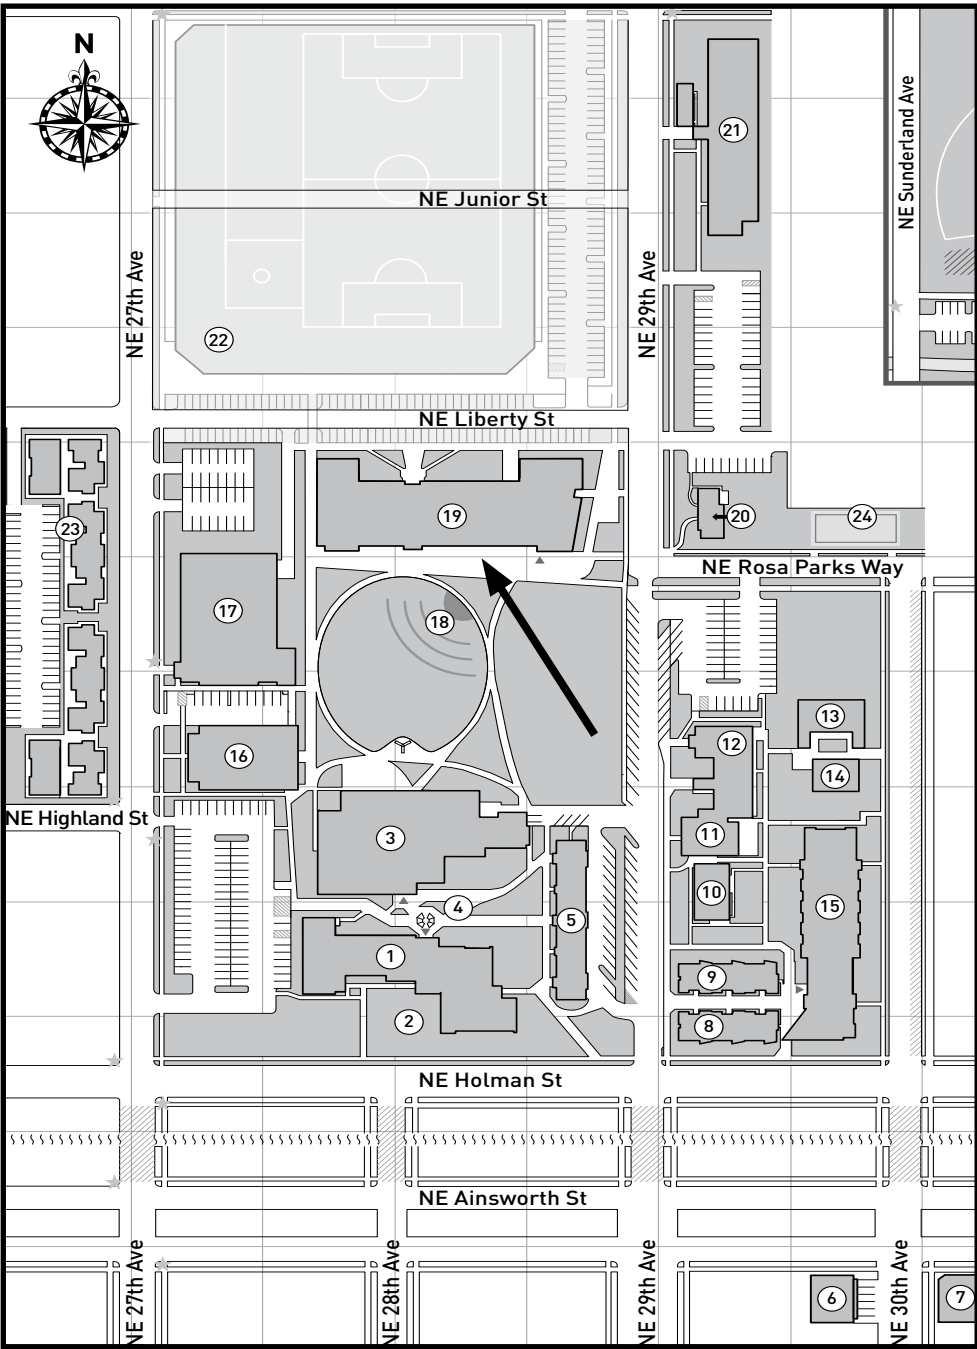 N
NE Sunderland Ave
21
NE Junior St
NE 27th Ave
NE 29th Ave
22
NE Liberty St
19
20
24
23
NE Rosa Parks Way
17
18
13
12
16
14
NE Highland St
3
11
10
4
15
5
1
9
2
8
NE Holman St
NE Ainsworth St
NE 27th Ave
NE 28th Ave
NE 29th Ave
NE 30th Ave
6
7